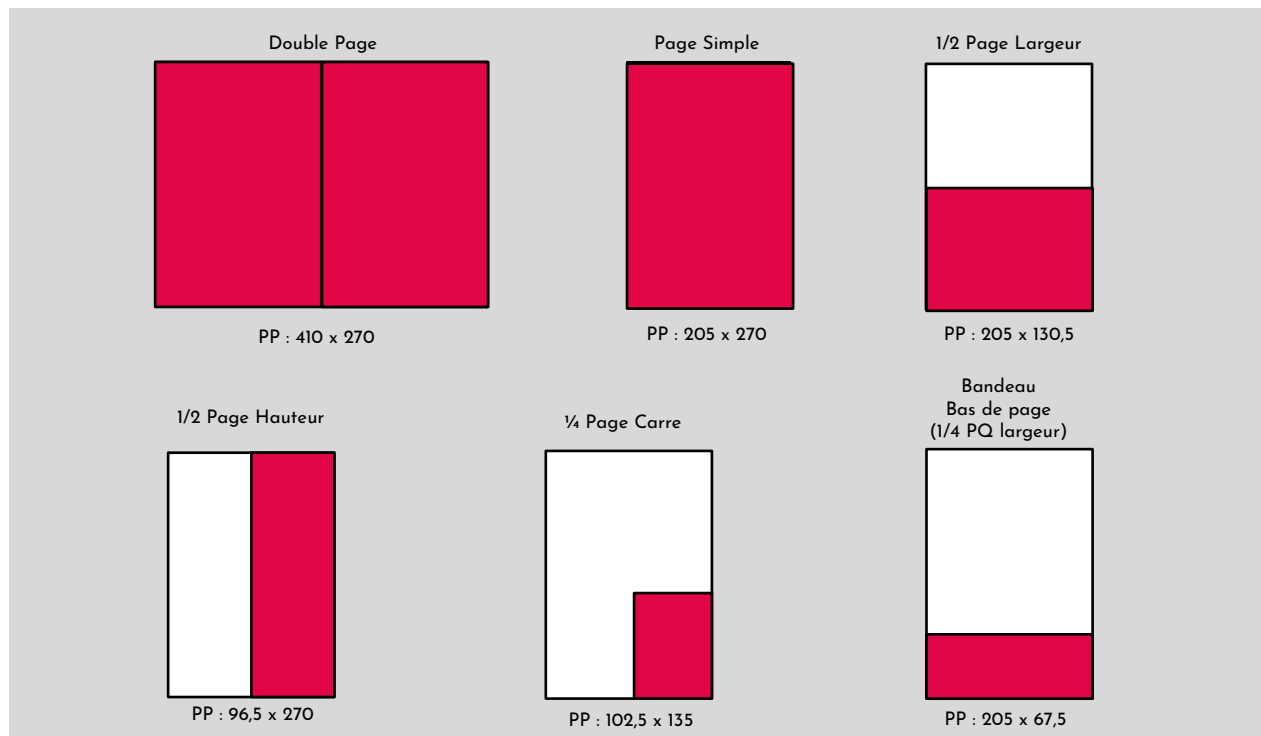 Double Page
Page Simple
1/2 Page Largeur
PP : 410 x 270
PP : 205 x 270
PP : 205 x 130,5
1/2 Page Hauteur
¼ Page Carre
Bandeau
Bas de page
(1/4 PQ largeur)
PP : 96,5 x 270
PP : 102,5 x 135
PP : 205 x 67,5